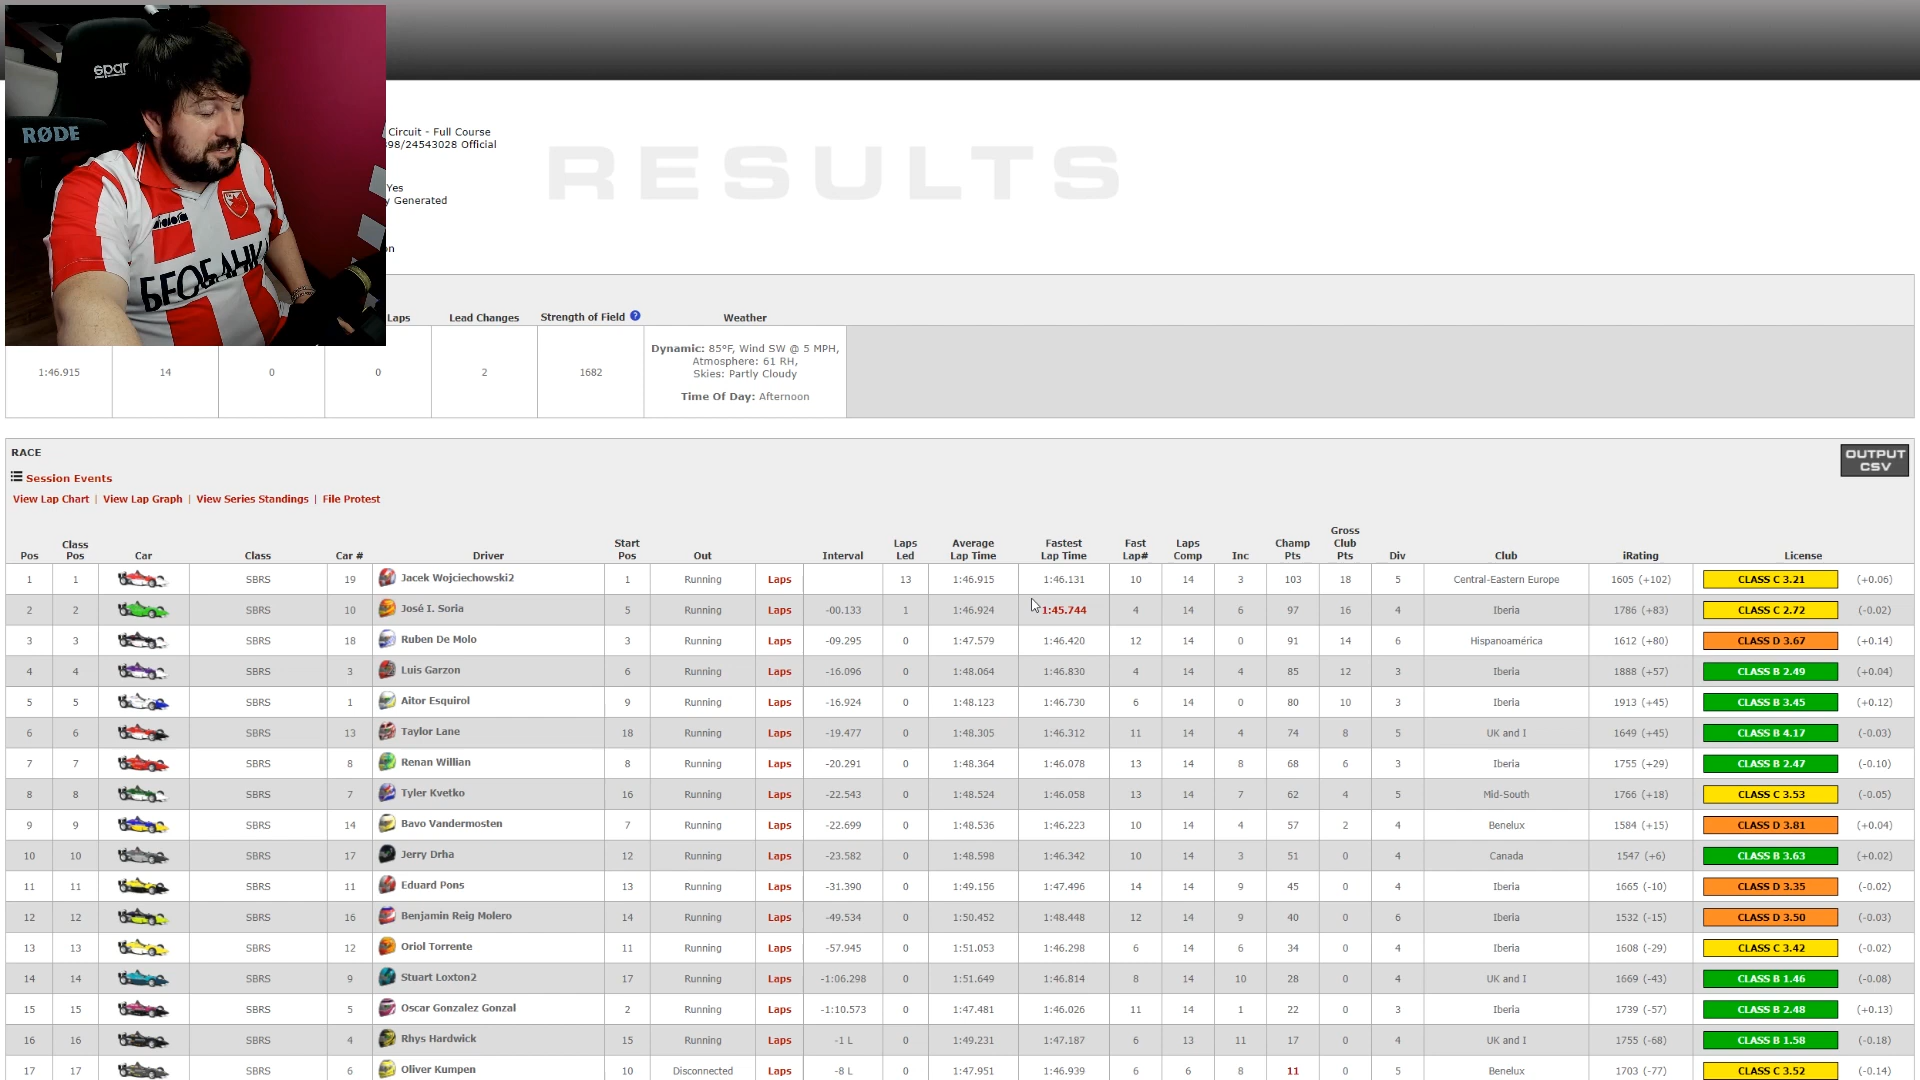 spar
RØDE
diadora
БЕОБАНКА
Circuit - Full Course
98/24543028 Official
Yes
y Generated
on
RESULTS
Laps Lead Changes Strength of Field ? Weather
1:46.915 14 0 0 2 1682 Dynamic: 85°F, Wind SW @ 5 MPH,
Atmosphere: 61 RH,
Skies: Partly Cloudy
Time Of Day: Afternoon
RACE
OUTPUT CSV
Session Events
View Lap Chart | View Lap Graph | View Series Standings | File Protest
Pos Class Pos Car Class Car # Driver Start Pos Out Interval Laps Led Average Lap Time Fastest Lap Time Fast Lap# Laps Comp Inc Champ Pts Gross Club Pts Div Club iRating License
1 1 SBRS 19 Jacek Wojciechowski2 1 Running Laps 13 1:46.915 1:46.131 10 14 3 103 18 5 Central-Eastern Europe 1605 (+102) CLASS C 3.21 (+0.06)
2 2 SBRS 10 José I. Soria 5 Running Laps -00.133 1 1:46.924 1:45.744 4 14 6 97 16 4 Iberia 1786 (+83) CLASS C 2.72 (-0.02)
3 3 SBRS 18 Ruben De Molo 3 Running Laps -09.295 0 1:47.579 1:46.420 12 14 0 91 14 6 Hispanoamérica 1612 (+80) CLASS D 3.67 (+0.14)
4 4 SBRS 3 Luis Garzon 6 Running Laps -16.096 0 1:48.064 1:46.830 4 14 4 85 12 3 Iberia 1888 (+57) CLASS B 2.49 (+0.04)
5 5 SBRS 1 Aitor Esquirol 9 Running Laps -16.924 0 1:48.123 1:46.730 6 14 0 80 10 3 Iberia 1913 (+45) CLASS B 3.45 (+0.12)
6 6 SBRS 13 Taylor Lane 18 Running Laps -19.477 0 1:48.305 1:46.312 11 14 4 74 8 5 UK and I 1649 (+45) CLASS B 4.17 (-0.03)
7 7 SBRS 8 Renan Willian 8 Running Laps -20.291 0 1:48.364 1:46.078 13 14 8 68 6 3 Iberia 1755 (+29) CLASS B 2.47 (-0.10)
8 8 SBRS 7 Tyler Kvetko 16 Running Laps -22.543 0 1:48.524 1:46.058 13 14 7 62 4 5 Mid-South 1766 (+18) CLASS C 3.53 (-0.05)
9 9 SBRS 14 Bavo Vandermosten 7 Running Laps -22.699 0 1:48.536 1:46.223 10 14 4 57 2 4 Benelux 1584 (+15) CLASS D 3.81 (+0.04)
10 10 SBRS 17 Jerry Drha 12 Running Laps -23.582 0 1:48.598 1:46.342 10 14 3 51 0 4 Canada 1547 (+6) CLASS B 3.63 (+0.02)
11 11 SBRS 11 Eduard Pons 13 Running Laps -31.390 0 1:49.156 1:47.496 14 14 9 45 0 4 Iberia 1665 (-10) CLASS D 3.35 (-0.02)
12 12 SBRS 16 Benjamin Reig Molero 14 Running Laps -49.534 0 1:50.452 1:48.448 12 14 9 40 0 6 Iberia 1532 (-15) CLASS D 3.50 (-0.03)
13 13 SBRS 12 Oriol Torrente 11 Running Laps -57.945 0 1:51.053 1:46.298 6 14 6 34 0 4 Iberia 1608 (-29) CLASS C 3.42 (-0.02)
14 14 SBRS 9 Stuart Loxton2 17 Running Laps -1:06.298 0 1:51.649 1:46.814 8 14 10 28 0 4 UK and I 1669 (-43) CLASS B 1.46 (-0.08)
15 15 SBRS 5 Oscar Gonzalez Gonzal 2 Running Laps -1:10.573 0 1:47.481 1:46.026 11 14 1 22 0 3 Iberia 1739 (-57) CLASS B 2.48 (+0.13)
16 16 SBRS 4 Rhys Hardwick 15 Running Laps -1 L 0 1:49.231 1:47.187 6 13 11 17 0 4 UK and I 1755 (-68) CLASS B 1.58 (-0.18)
17 17 SBRS 6 Oliver Kumpen 10 Disconnected Laps -8 L 0 1:47.951 1:46.939 6 6 8 11 0 5 Benelux 1703 (-77) CLASS C 3.52 (-0.14)